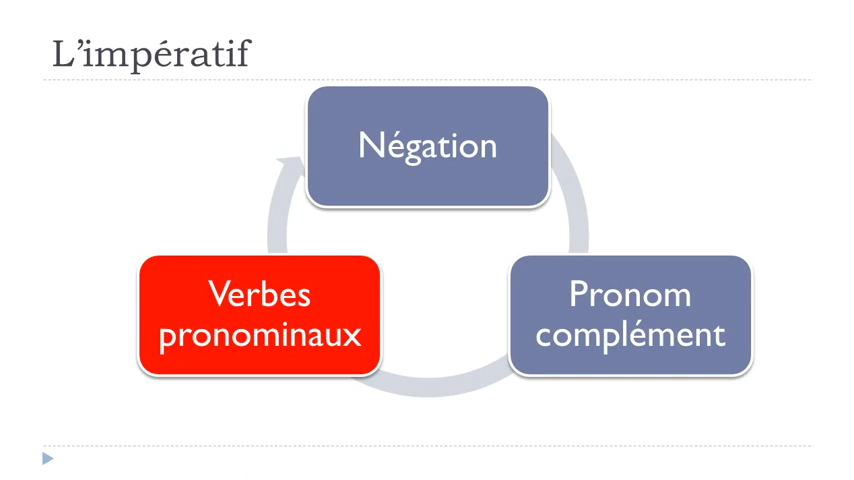 L’impératif
Négation
Verbes
pronominaux
Pronom
complément